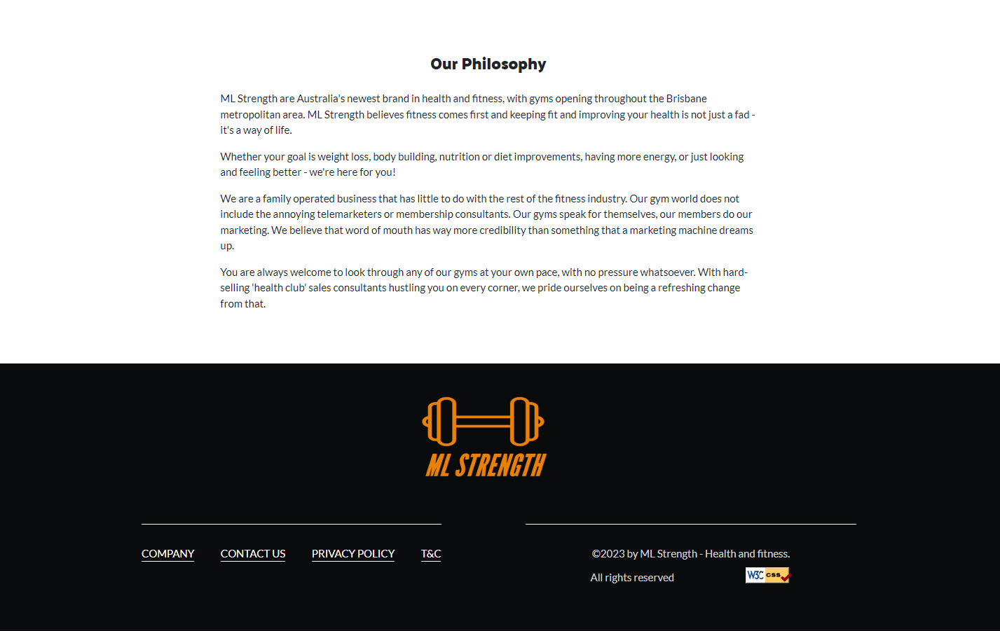 Our Philosophy
ML Strength are Australia's newest brand in health and fitness, with gyms opening throughout the Brisbane
metropolitan area. ML Strength believes fitness comes first and keeping fit and improving your health is not just a fad -
it's a way of life.
Whether your goal is weight loss, body building, nutrition or diet improvements, having more energy, or just looking
and feeling better - we're here for you!
We are a family operated business that has little to do with the rest of the fitness industry. Our gym world does not
include the annoying telemarketers or membership consultants. Our gyms speak for themselves, our members do our
marketing. We believe that word of mouth has way more credibility than something that a marketing machine dreams
up.
You are always welcome to look through any of our gyms at your own pace, with no pressure whatsoever. With hard-
selling 'health club' sales consultants hustling you on every corner, we pride ourselves on being a refreshing change
from that.
ML STRENGTH
COMPANY CONTACT US PRIVACY POLICY T&C
©2023 by ML Strength - Health and fitness.
All rights reserved
W3C css